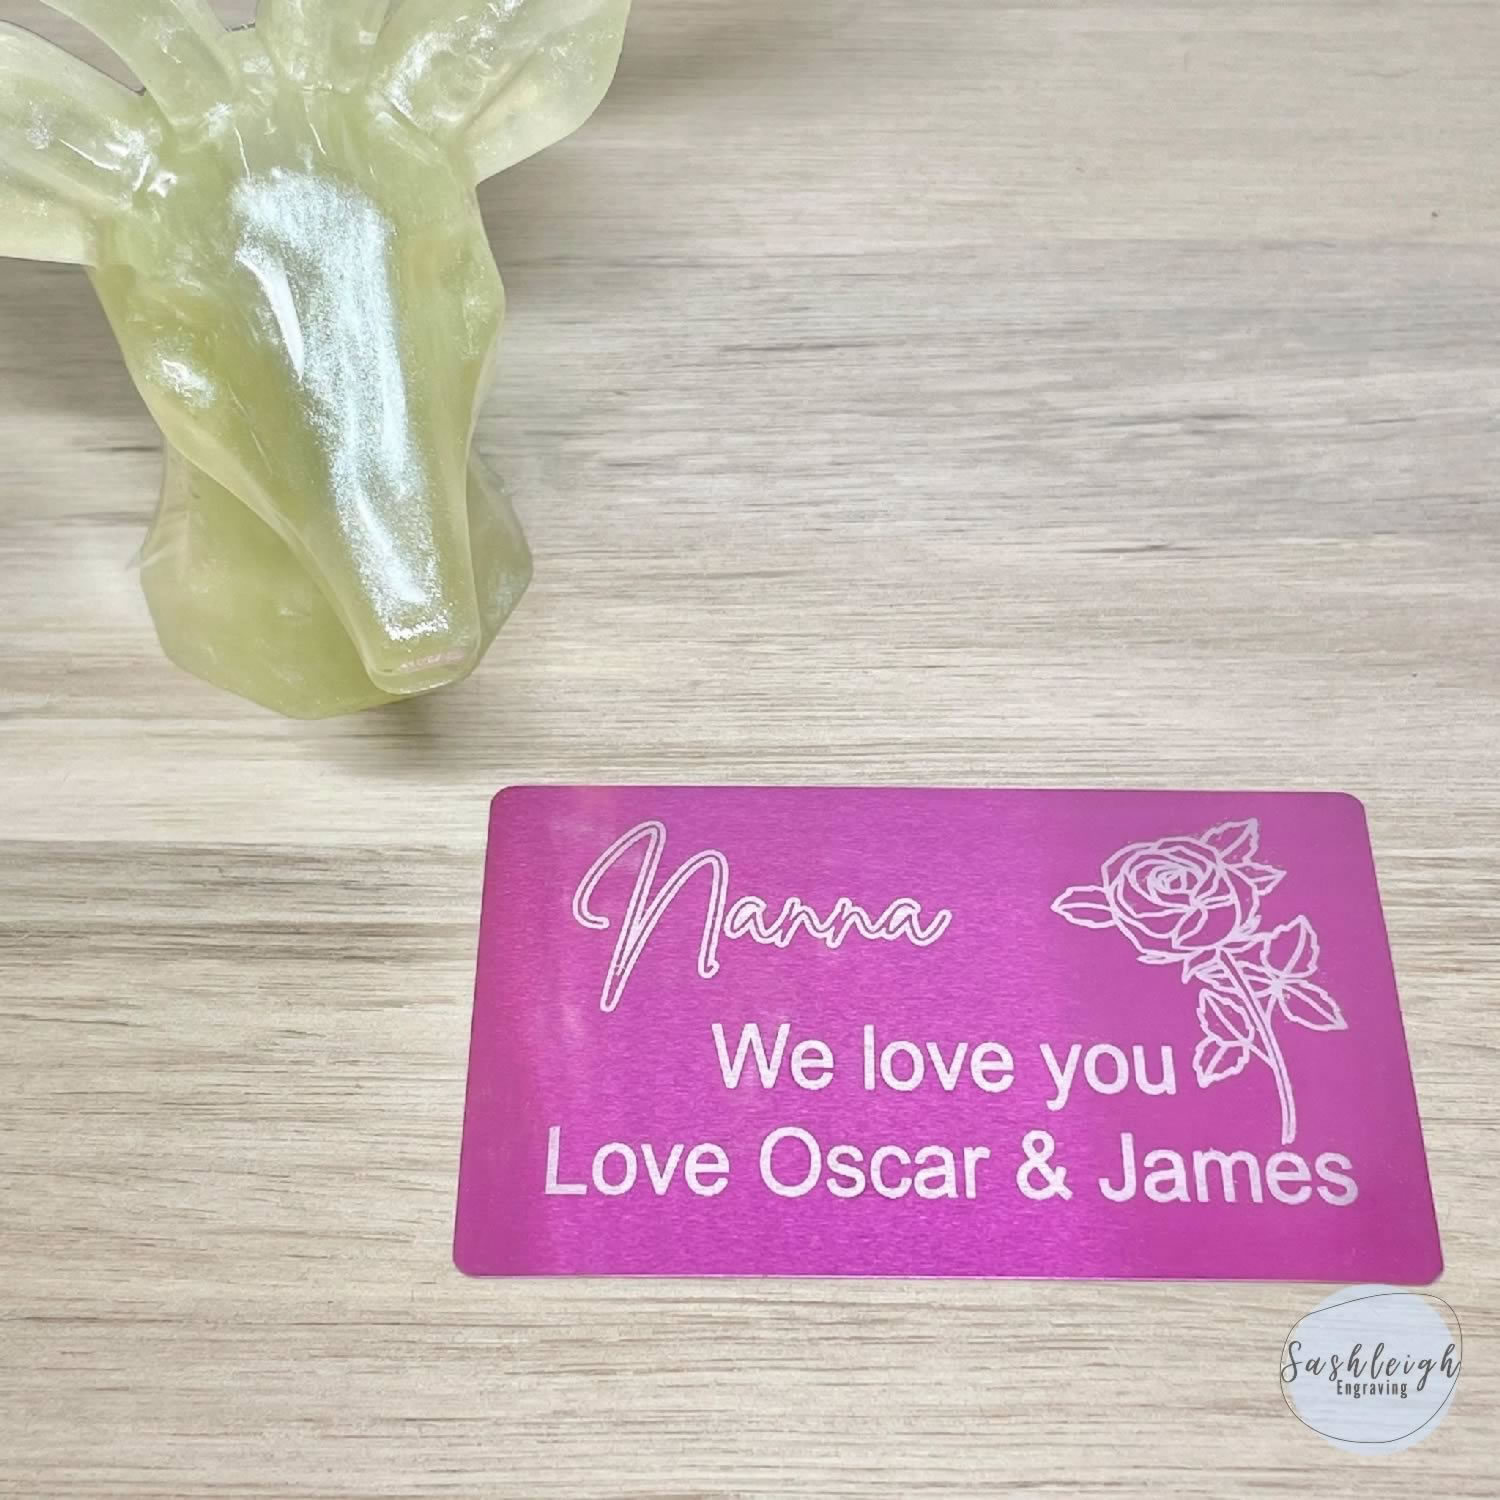 Nanna
We love you
Love Oscar & James
Sashleigh
Engraving